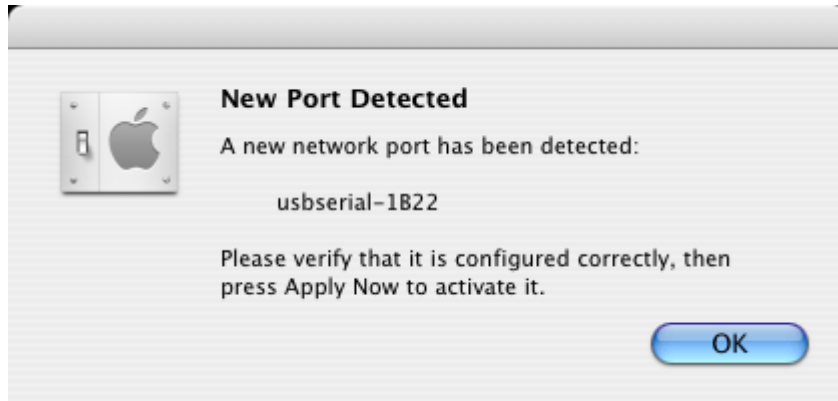 New Port Detected
A new network port has been detected:
usbserial-1B22
Please verify that it is configured correctly, then
press Apply Now to activate it.
OK